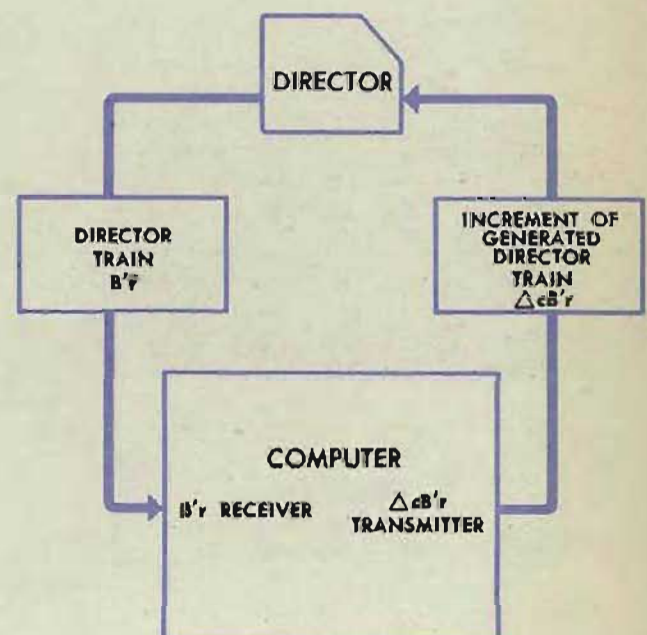 DIRECTOR
DIRECTOR
TRAIN
B'r
INCREMENT OF
GENERATED
DIRECTOR
TRAIN
△cB'r
COMPUTER
B'r RECEIVER
△cB'r
TRANSMITTER